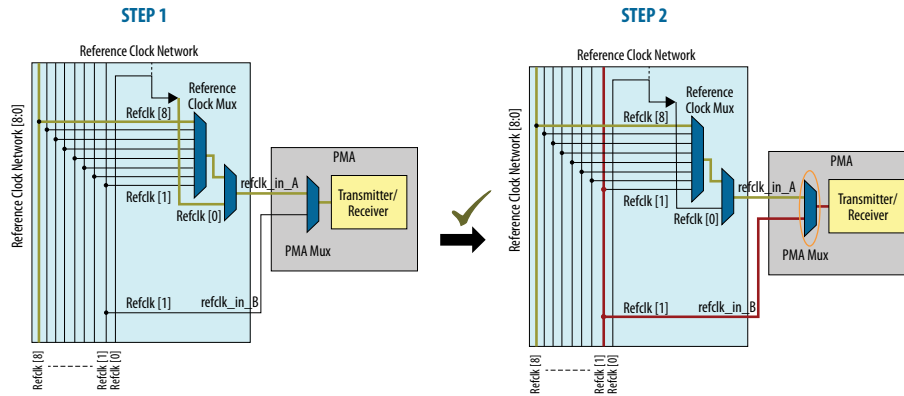 STEP 1
Reference Clock Network
Reference Clock Network [8:0]
Reference
Clock Mux
Refclk [8]
Refclk [1]
Refclk [0]
refclk_in_A
PMA
Transmitter/
Receiver
PMA Mux
Refclk [1]
refclk_in_B
Refclk [8]
Refclk [1]
Refclk [0]
STEP 2
Reference Clock Network
Reference Clock Network [8:0]
Reference
Clock Mux
Refclk [8]
Refclk [1]
Refclk [0]
refclk_in_A
PMA
Transmitter/
Receiver
PMA Mux
Refclk [1]
refclk_in_B
Refclk [8]
Refclk [1]
Refclk [0]